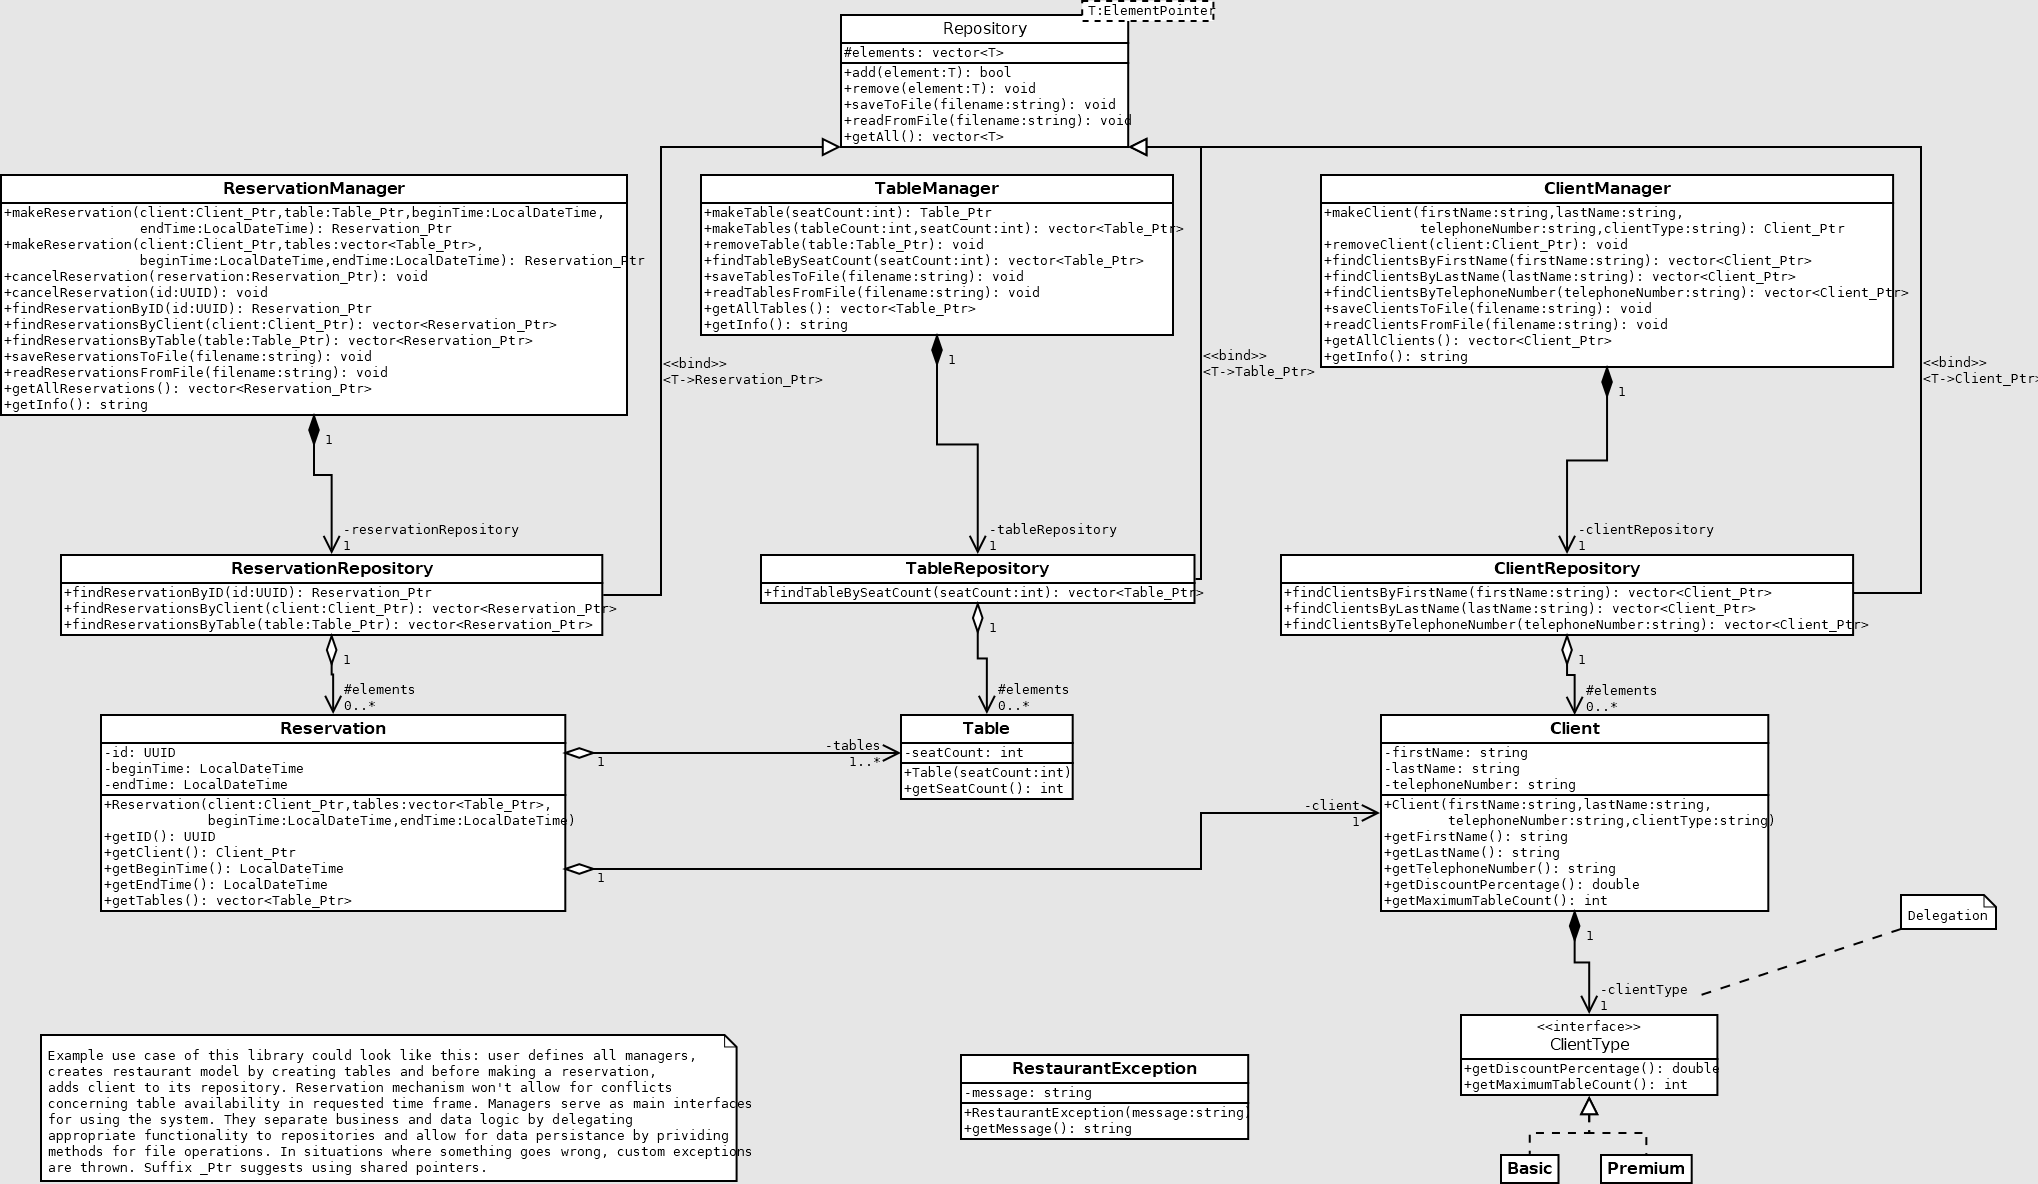 T:ElementPointer
Repository
#elements: vector<T>
+add(element:T): bool
+remove(element:T): void
+saveToFile(filename:string): void
+readFromFile(filename:string): void
+getAll(): vector<T>
ReservationManager
+makeReservation(client:Client_Ptr,table:Table_Ptr,beginTime:LocalDateTime,
endTime:LocalDateTime): Reservation_Ptr
+makeReservation(client:Client_Ptr,tables:vector<Table_Ptr>,
beginTime:LocalDateTime,endTime:LocalDateTime): Reservation_Ptr
+cancelReservation(reservation:Reservation_Ptr): void
+cancelReservation(id:UUID): void
+findReservationByID(id:UUID): Reservation_Ptr
+findReservationsByClient(client:Client_Ptr): vector<Reservation_Ptr>
+findReservationsByTable(table:Table_Ptr): vector<Reservation_Ptr>
+saveReservationsToFile(filename:string): void
+readReservationsFromFile(filename:string): void
+getAllReservations(): vector<Reservation_Ptr>
+getInfo(): string
TableManager
+makeTable(seatCount:int): Table_Ptr
+makeTables(tableCount:int,seatCount:int): vector<Table_Ptr>
+removeTable(table:Table_Ptr): void
+findTableBySeatCount(seatCount:int): vector<Table_Ptr>
+saveTablesToFile(filename:string): void
+readTablesFromFile(filename:string): void
+getAllTables(): vector<Table_Ptr>
+getInfo(): string
ClientManager
+makeClient(firstName:string,lastName:string,
telephoneNumber:string,clientType:string): Client_Ptr
+removeClient(client:Client_Ptr): void
+findClientsByFirstName(firstName:string): vector<Client_Ptr>
+findClientsByLastName(lastName:string): vector<Client_Ptr>
+findClientsByTelephoneNumber(telephoneNumber:string): vector<Client_Ptr>
+saveClientsToFile(filename:string): void
+readClientsFromFile(filename:string): void
+getAllClients(): vector<Client_Ptr>
+getInfo(): string
<<bind>>
<T->Reservation_Ptr>
<<bind>>
<T->Table_Ptr>
<<bind>>
<T->Client_Ptr>
1
1
1
-reservationRepository
1
-tableRepository
1
-clientRepository
1
ReservationRepository
+findReservationByID(id:UUID): Reservation_Ptr
+findReservationsByClient(client:Client_Ptr): vector<Reservation_Ptr>
+findReservationsByTable(table:Table_Ptr): vector<Reservation_Ptr>
TableRepository
+findTableBySeatCount(seatCount:int): vector<Table_Ptr>
ClientRepository
+findClientsByFirstName(firstName:string): vector<Client_Ptr>
+findClientsByLastName(lastName:string): vector<Client_Ptr>
+findClientsByTelephoneNumber(telephoneNumber:string): vector<Client_Ptr>
1
#elements
0..*
1
#elements
0..*
1
#elements
0..*
Reservation
-id: UUID
-beginTime: LocalDateTime
-endTime: LocalDateTime
+Reservation(client:Client_Ptr,tables:vector<Table_Ptr>,
beginTime:LocalDateTime,endTime:LocalDateTime)
+getID(): UUID
+getClient(): Client_Ptr
+getBeginTime(): LocalDateTime
+getEndTime(): LocalDateTime
+getTables(): vector<Table_Ptr>
1
-tables
1..*
1
-client
1
Table
-seatCount: int
+Table(seatCount:int)
+getSeatCount(): int
Client
-firstName: string
-lastName: string
-telephoneNumber: string
+Client(firstName:string,lastName:string,
telephoneNumber:string,clientType:string)
+getFirstName(): string
+getLastName(): string
+getTelephoneNumber(): string
+getDiscountPercentage(): double
+getMaximumTableCount(): int
1
-clientType
1
Delegation
<<interface>>
ClientType
+getDiscountPercentage(): double
+getMaximumTableCount(): int
Basic
Premium
RestaurantException
-message: string
+RestaurantException(message:string)
+getMessage(): string
Example use case of this library could look like this: user defines all managers,
creates restaurant model by creating tables and before making a reservation,
adds client to its repository. Reservation mechanism won't allow for conflicts
concerning table availability in requested time frame. Managers serve as main interfaces
for using the system. They separate business and data logic by delegating
appropriate functionality to repositories and allow for data persistance by prividing
methods for file operations. In situations where something goes wrong, custom exceptions
are thrown. Suffix _Ptr suggests using shared pointers.